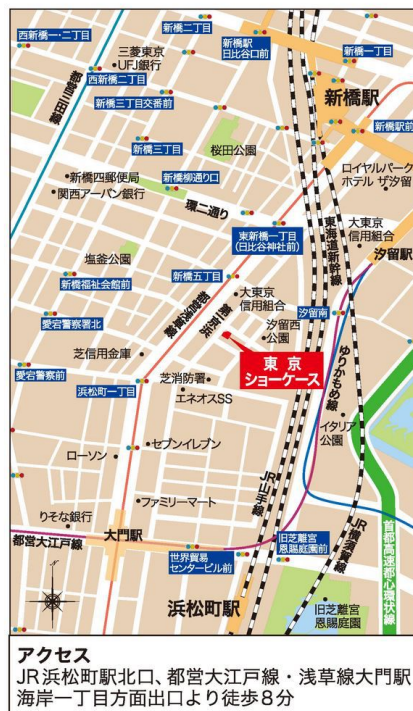 新橋二丁目
西新橋一・二丁目
三菱東京
UFJ銀行
新橋駅
日比谷口前
新橋一丁目
都営三田線
西新橋二丁目
新橋三丁目交番前
新橋駅
新橋駅前
新橋三丁目
桜田公園
ロイヤルパーク
ホテル ザ汐留
新橋四郵便局
関西アーバン銀行
新橋柳通り口
環二通り
東海道新幹線
東新橋一丁目
(日比谷神社前)
大東京
信用組合
汐留駅
塩釜公園
新橋五丁目
新橋福祉会館前
都営浅草線
大東京
信用組合
汐留南
愛宕警察署北
汐留西
公園
芝信用金庫
東京
ショーケース
ゆりかもめ線
愛宕警察前
浜松町一丁目
芝消防署
エネオスSS
イタリア
公園
セブンイレブン
ローソン
JR山手線
ファミリーマート
りそな銀行
首都高速都心環状線
都営大江戸線
大門駅
世界貿易
センタービル前
旧芝離宮
恩賜庭園前
JR横須賀線
浜松町駅
旧芝離宮
恩賜庭園
アクセス
JR浜松町駅北口、都営大江戸線・浅草線大門駅
海岸一丁目方面出口より徒歩8分